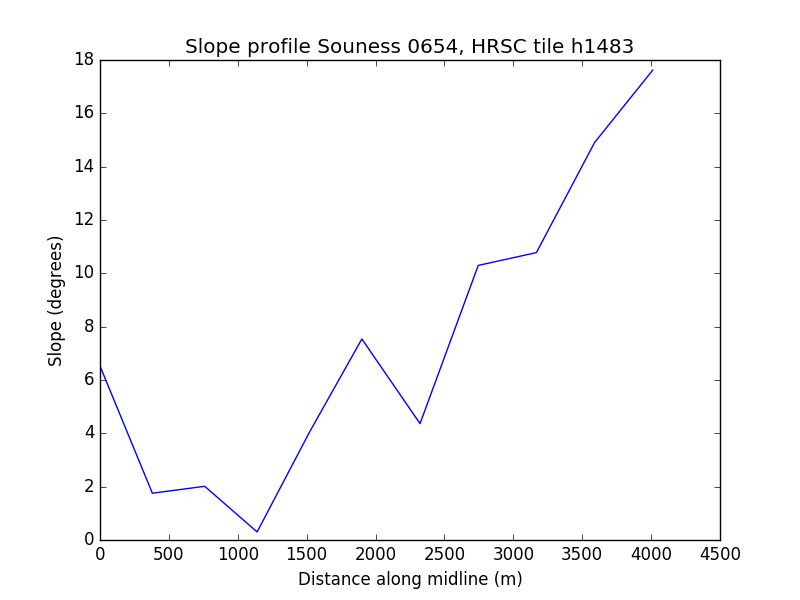 Slope profile Souness 0654, HRSC tile h1483
18
16
14
12
10
8
6
4
2
0
Slope (degrees)
0 500 1000 1500 2000 2500 3000 3500 4000 4500
Distance along midline (m)